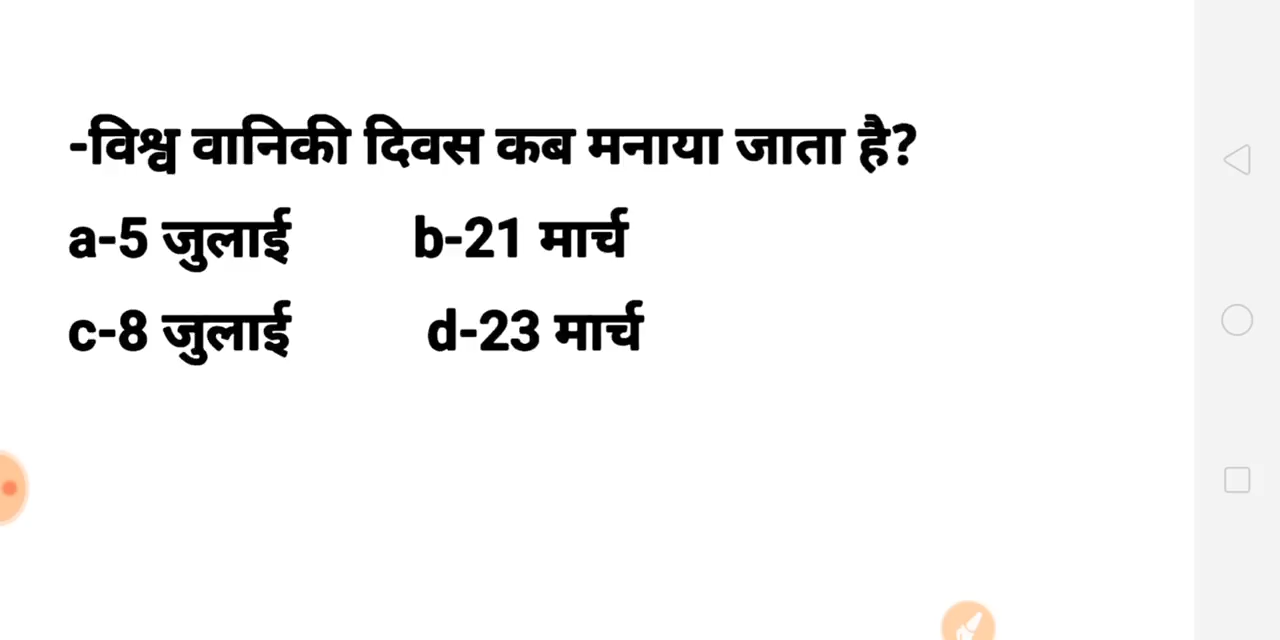 -विश्व वानिकी दिवस कब मनाया जाता है?
a-5 जुलाई b-21 मार्च
c-8 जुलाई d-23 मार्च